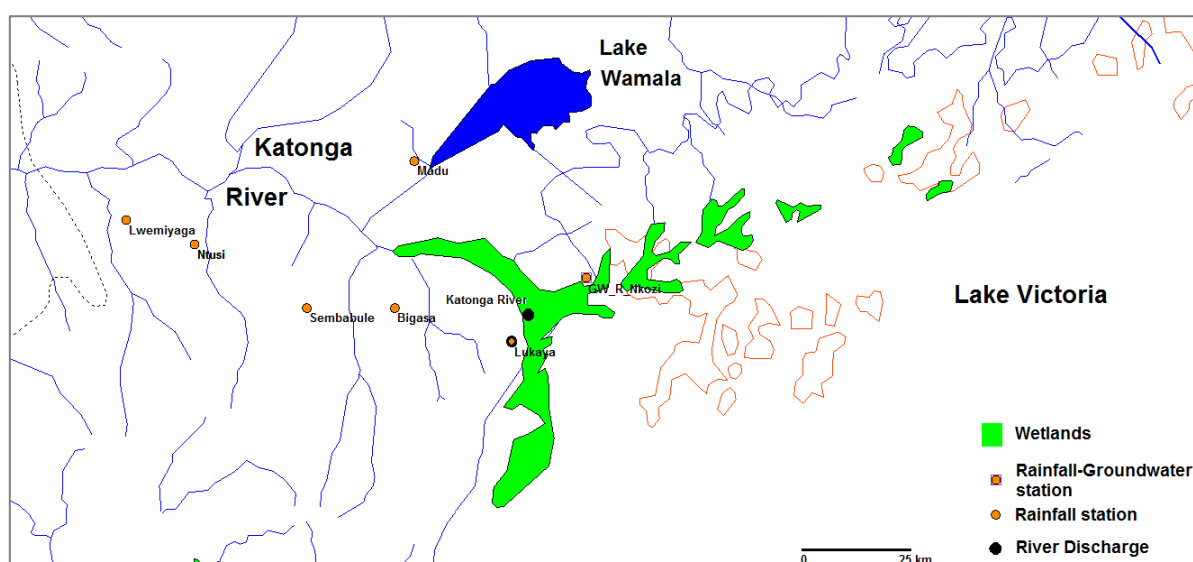 Lake
Wamala
Katonga
Madu
River
Lwemiyaga
Ntusi
GW_R_Nkozi
Lake Victoria
Katonga River
Sembabule
Bigasa
Lukaya
Wetlands
Rainfall-Groundwater
station
Rainfall station
River Discharge
0
25 km